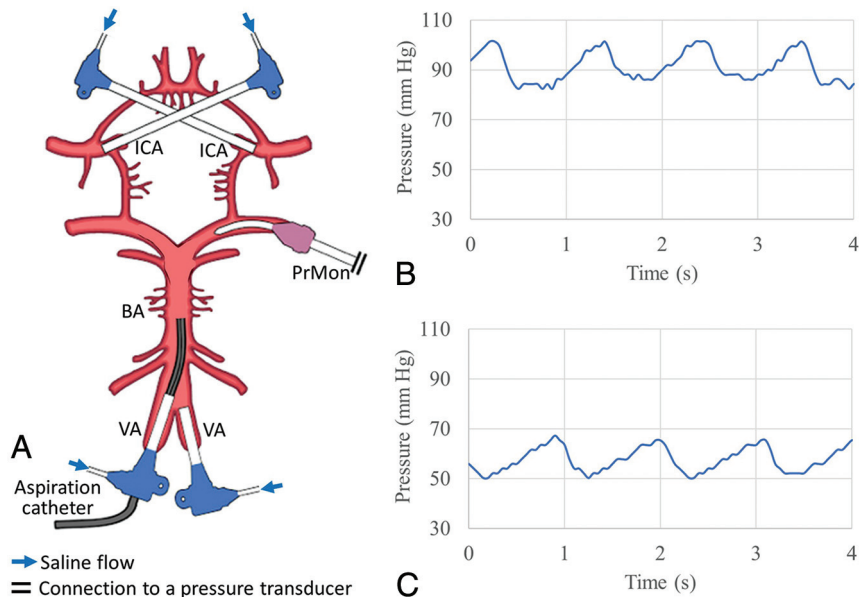 ICA
ICA
PrMon
BA
VA
VA
A
Aspiration
catheter
Saline flow
Connection to a pressure transducer
110
90
70
50
30
Pressure (mm Hg)
0
1
2
3
4
Time (s)
B
110
90
70
50
30
Pressure (mm Hg)
0
1
2
3
4
Time (s)
C